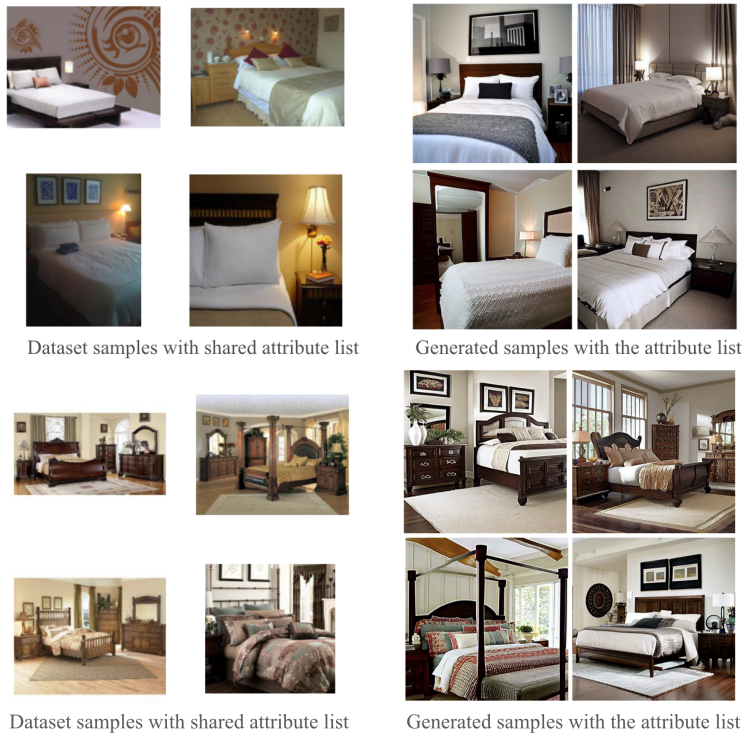 Dataset samples with shared attribute list
Generated samples with the attribute list
Dataset samples with shared attribute list
Generated samples with the attribute list